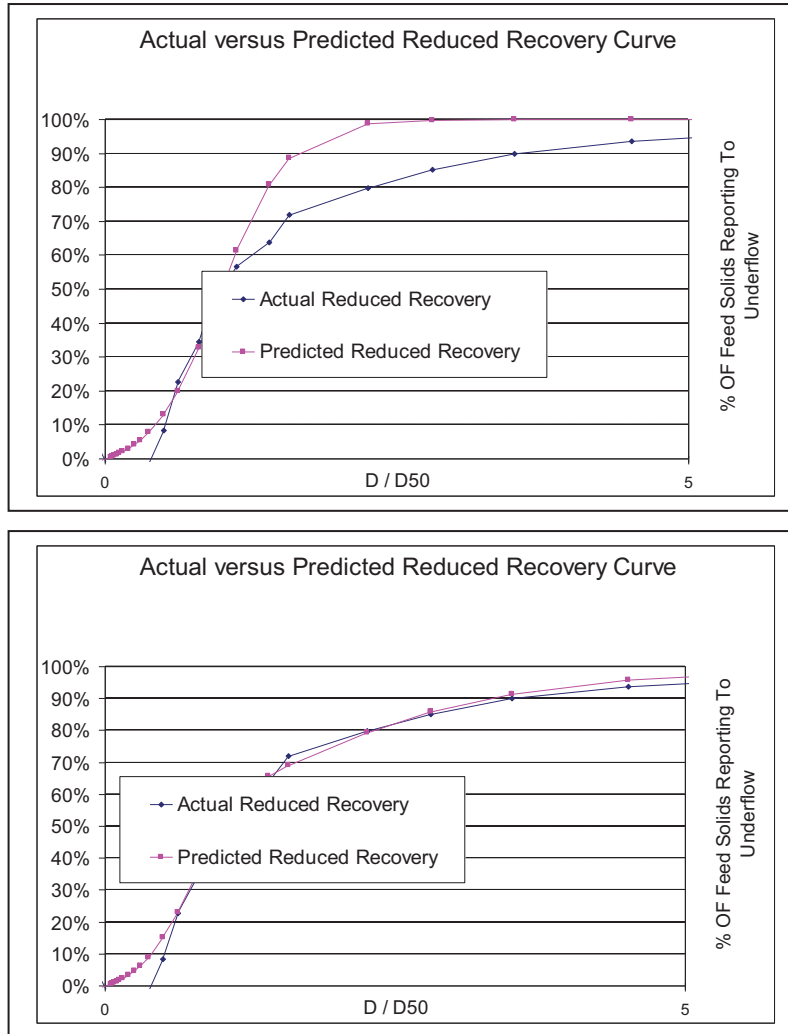 Actual versus Predicted Reduced Recovery Curve
100%
90%
80%
70%
60%
50%
40%
30%
20%
10%
0%
Actual Reduced Recovery
Predicted Reduced Recovery
0
5
D / D50
% OF Feed Solids Reporting To
Underflow
Actual versus Predicted Reduced Recovery Curve
100%
90%
80%
70%
60%
50%
40%
30%
20%
10%
0%
Actual Reduced Recovery
Predicted Reduced Recovery
0
5
D / D50
% OF Feed Solids Reporting To
Underflow